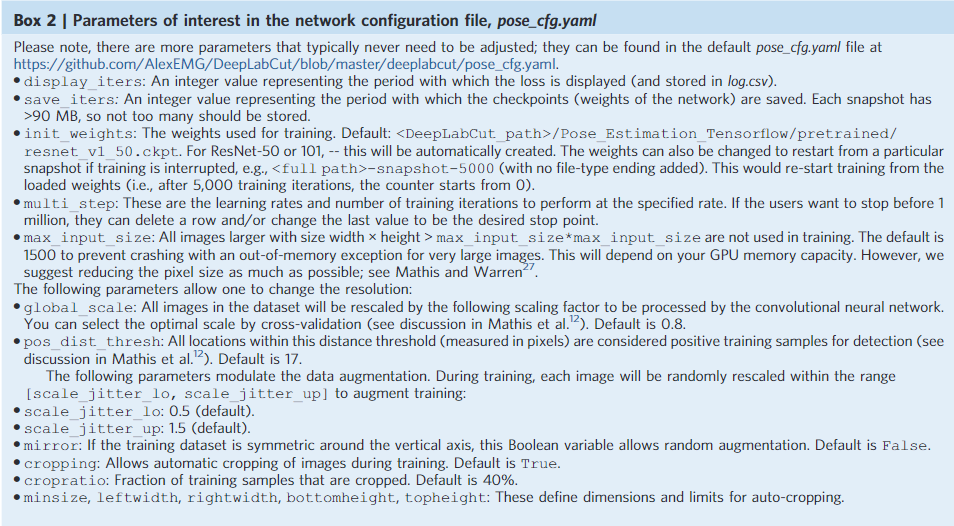 Box 2 | Parameters of interest in the network configuration file, pose_cfg.yaml
Please note, there are more parameters that typically never need to be adjusted; they can be found in the default pose_cfg.yaml file at
https://github.com/AlexEMG/DeepLabCut/blob/master/deeplabcut/pose_cfg.yaml.
● display_iters: An integer value representing the period with which the loss is displayed (and stored in log.csv).
● save_iters: An integer value representing the period with which the checkpoints (weights of the network) are saved. Each snapshot has
>90 MB, so not too many should be stored.
● init_weights: The weights used for training. Default: <DeepLabCut_path>/Pose_Estimation_Tensorflow/pretrained/
resnet_v1_50.ckpt. For ResNet-50 or 101, -- this will be automatically created. The weights can also be changed to restart from a particular
snapshot if training is interrupted, e.g., <full path>-snapshot-5000 (with no file-type ending added). This would re-start training from the
loaded weights (i.e., after 5,000 training iterations, the counter starts from 0).
● multi_step: These are the learning rates and number of training iterations to perform at the specified rate. If the users want to stop before 1
million, they can delete a row and/or change the last value to be the desired stop point.
● max_input_size: All images larger with size width × height > max_input_size*max_input_size are not used in training. The default is
1500 to prevent crashing with an out-of-memory exception for very large images. This will depend on your GPU memory capacity. However, we
suggest reducing the pixel size as much as possible; see Mathis and Warren27.
The following parameters allow one to change the resolution:
● global_scale: All images in the dataset will be rescaled by the following scaling factor to be processed by the convolutional neural network.
You can select the optimal scale by cross-validation (see discussion in Mathis et al.12). Default is 0.8.
● pos_dist_thresh: All locations within this distance threshold (measured in pixels) are considered positive training samples for detection (see
discussion in Mathis et al.12). Default is 17.
The following parameters modulate the data augmentation. During training, each image will be randomly rescaled within the range
[scale_jitter_lo, scale_jitter_up] to augment training:
● scale_jitter_lo: 0.5 (default).
● scale_jitter_up: 1.5 (default).
● mirror: If the training dataset is symmetric around the vertical axis, this Boolean variable allows random augmentation. Default is False.
● cropping: Allows automatic cropping of images during training. Default is True.
● cropratio: Fraction of training samples that are cropped. Default is 40%.
● minsize, leftwidth, rightwidth, bottomheight, topheight: These define dimensions and limits for auto-cropping.